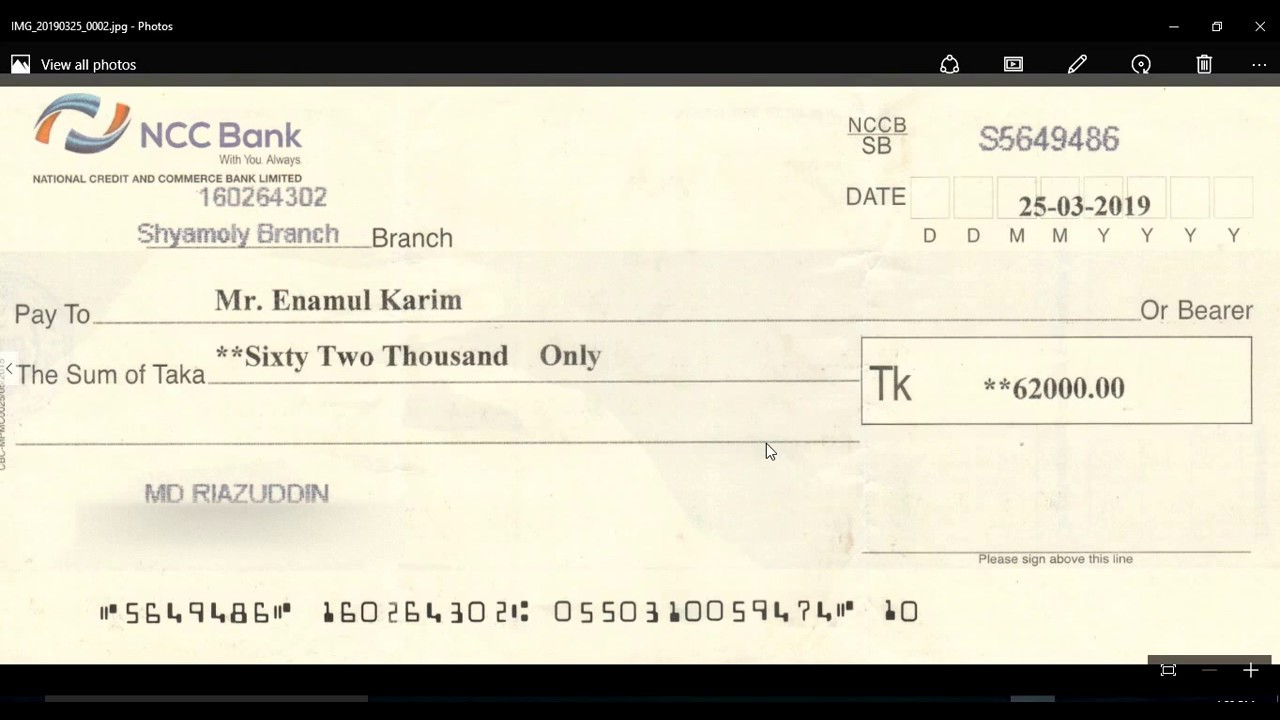 IMG_20190325_0002.jpg - Photos
View all photos
NCC Bank
With You. Always.
NATIONAL CREDIT AND COMMERCE BANK LIMITED
160264302
Shyamoly Branch Branch
NCCB
SB
S5649486
DATE 25-03-2019
D D M M Y Y Y Y
Pay To Mr. Enamul Karim Or Bearer
The Sum of Taka **Sixty Two Thousand Only
Tk **62000.00
MD RIAZUDDIN
Please sign above this line
⑈5649486⑈ 160264302⑆ 0550310059474⑈ 10